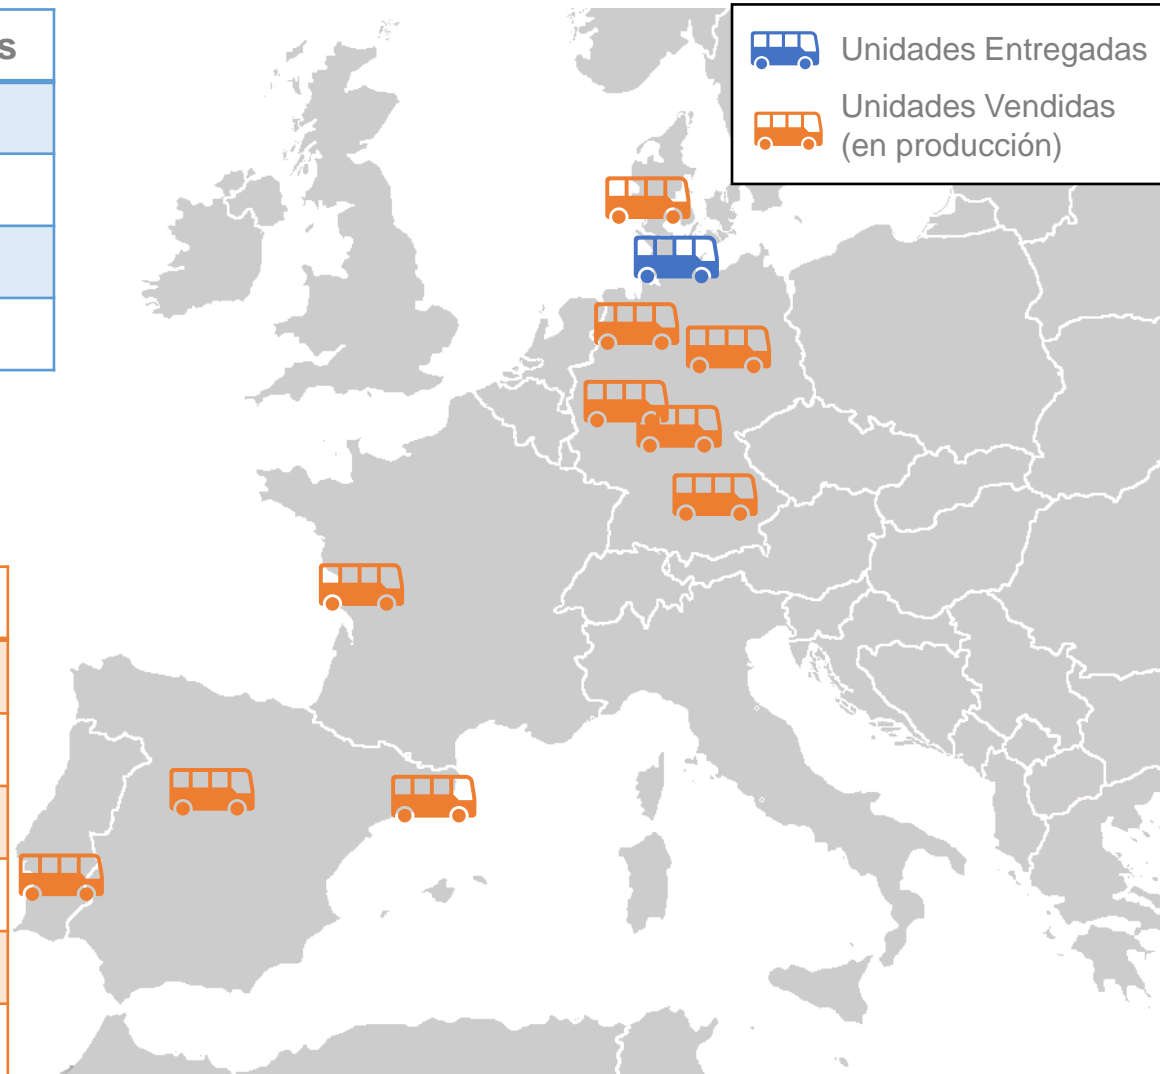 s
Unidades Entregadas
Unidades Vendidas
(en producción)